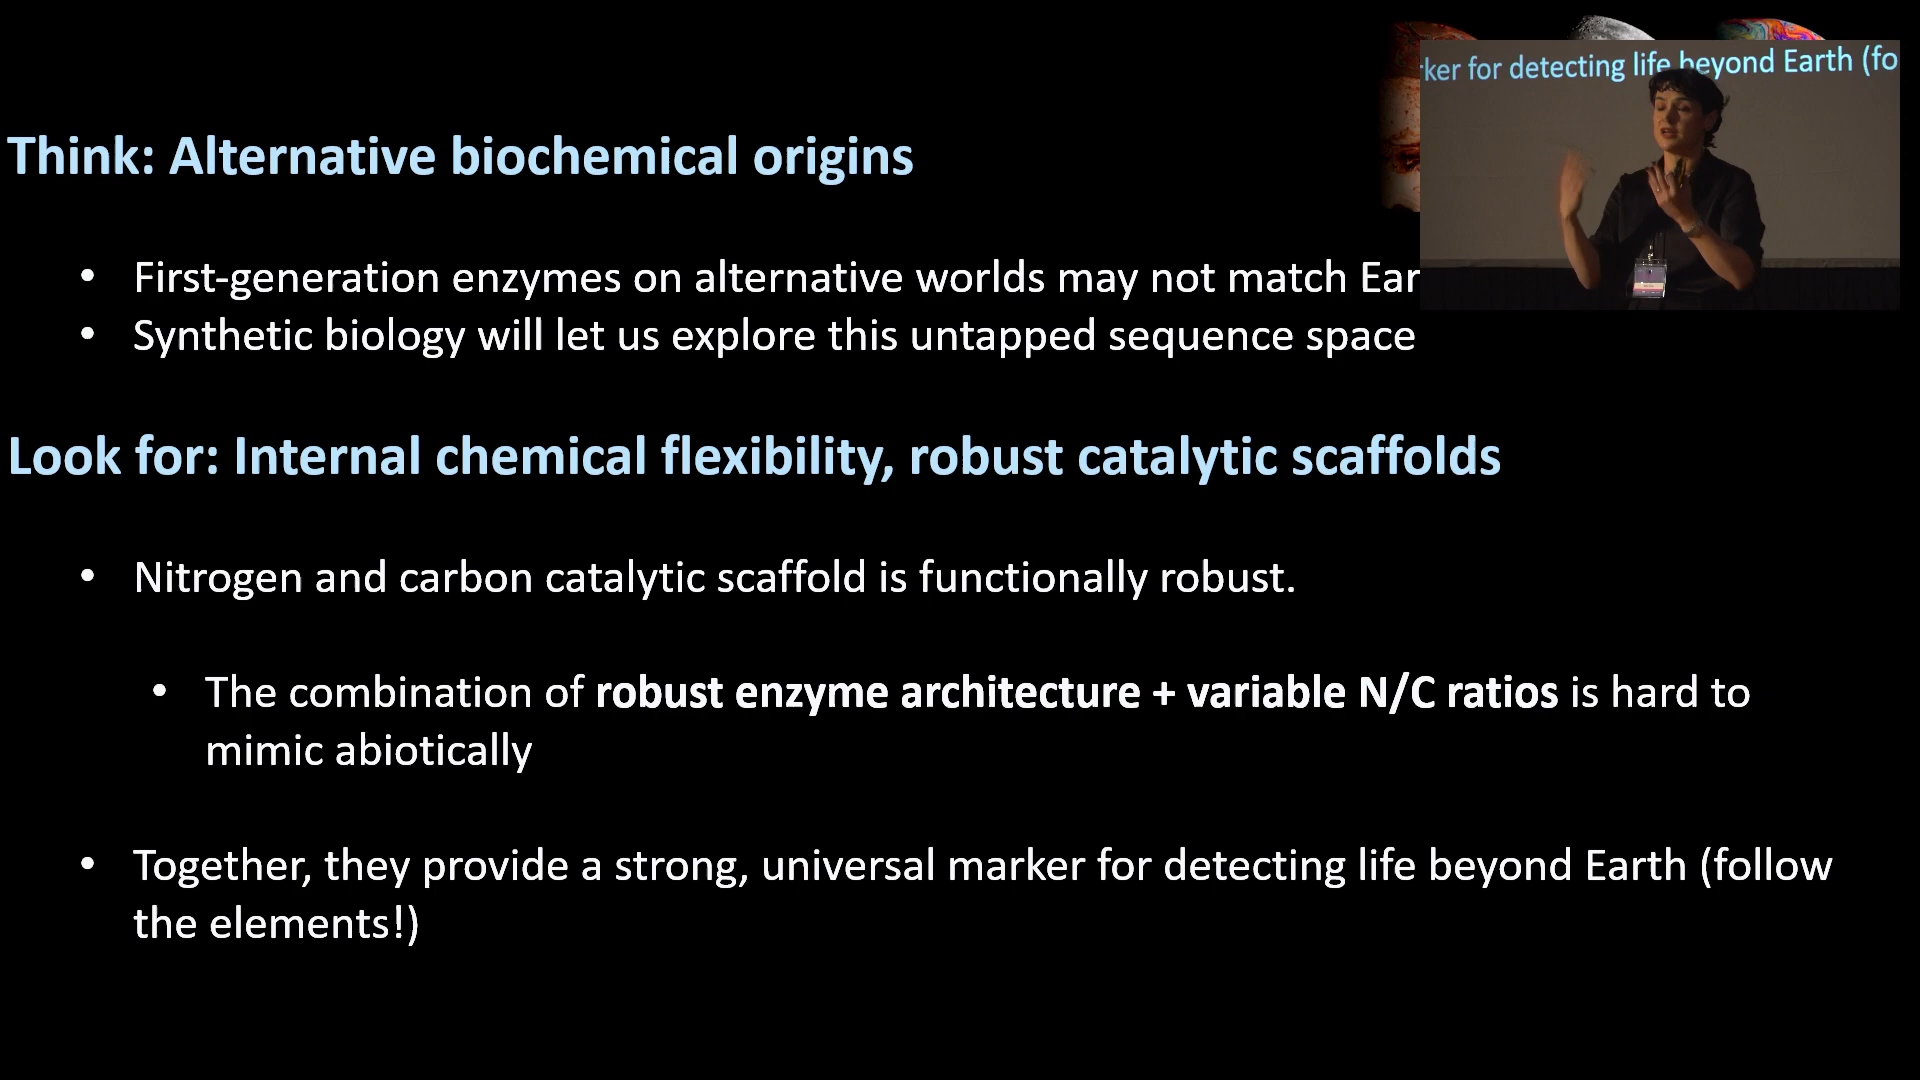 ker for detecting life beyond Earth (fo
Think: Alternative biochemical origins
• First-generation enzymes on alternative worlds may not match Ear
• Synthetic biology will let us explore this untapped sequence space
Look for: Internal chemical flexibility, robust catalytic scaffolds
• Nitrogen and carbon catalytic scaffold is functionally robust.
• The combination of robust enzyme architecture + variable N/C ratios is hard to
mimic abiotically
• Together, they provide a strong, universal marker for detecting life beyond Earth (follow
the elements!)